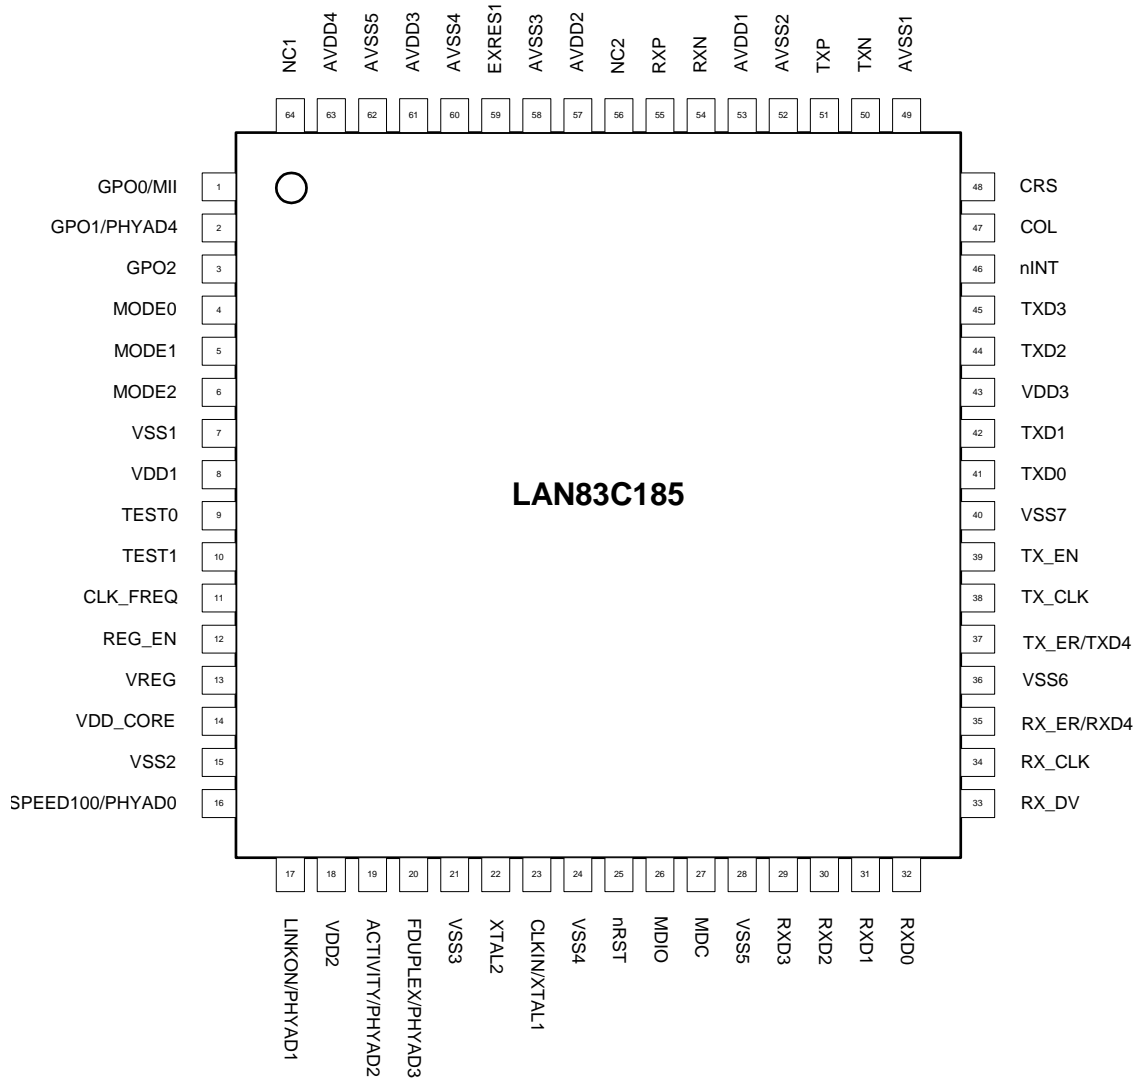 NC1
AVDD4
AVSS5
AVDD3
AVSS4
EXRES1
AVSS3
AVDD2
NC2
RXP
RXN
AVDD1
AVSS2
TXP
TXN
AVSS1
64
63
62
61
60
59
58
57
56
55
54
53
52
51
50
49
GPO0/MII 1
GPO1/PHYAD4 2
GPO2 3
MODE0 4
MODE1 5
MODE2 6
VSS1 7
VDD1 8
TEST0 9
TEST1 10
CLK_FREQ 11
REG_EN 12
VREG 13
VDD_CORE 14
VSS2 15
SPEED100/PHYAD0 16
LAN83C185
48 CRS
47 COL
46 nINT
45 TXD3
44 TXD2
43 VDD3
42 TXD1
41 TXD0
40 VSS7
39 TX_EN
38 TX_CLK
37 TX_ER/TXD4
36 VSS6
35 RX_ER/RXD4
34 RX_CLK
33 RX_DV
17
18
19
20
21
22
23
24
25
26
27
28
29
30
31
32
LINKON/PHYAD1
VDD2
ACTIVITY/PHYAD2
FDUPLEX/PHYAD3
VSS3
XTAL2
CLKIN/XTAL1
VSS4
nRST
MDIO
MDC
VSS5
RXD3
RXD2
RXD1
RXD0